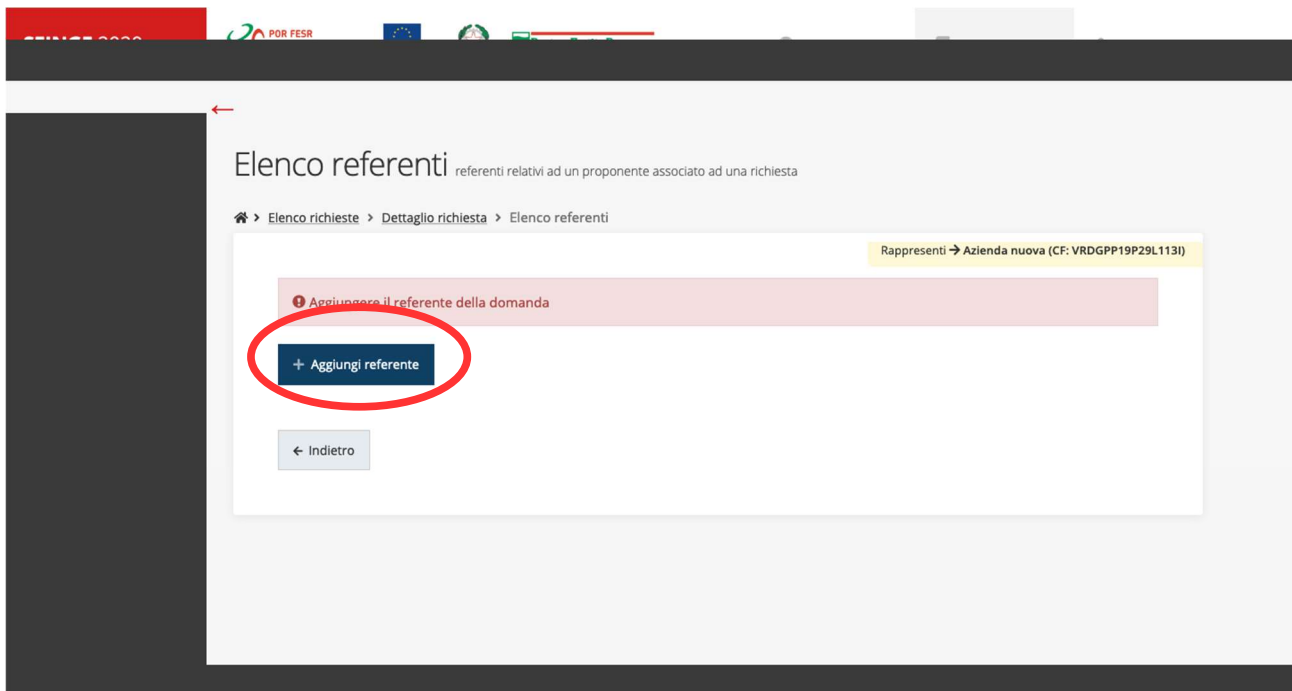 POR FESR
←
Elenco referenti referenti relativi ad un proponente associato ad una richiesta
> Elenco richieste > Dettaglio richiesta > Elenco referenti
Rappresenti → Azienda nuova (CF: VRDGPP19P29L113I)
Aggiungere il referente della domanda
+ Aggiungi referente
← Indietro